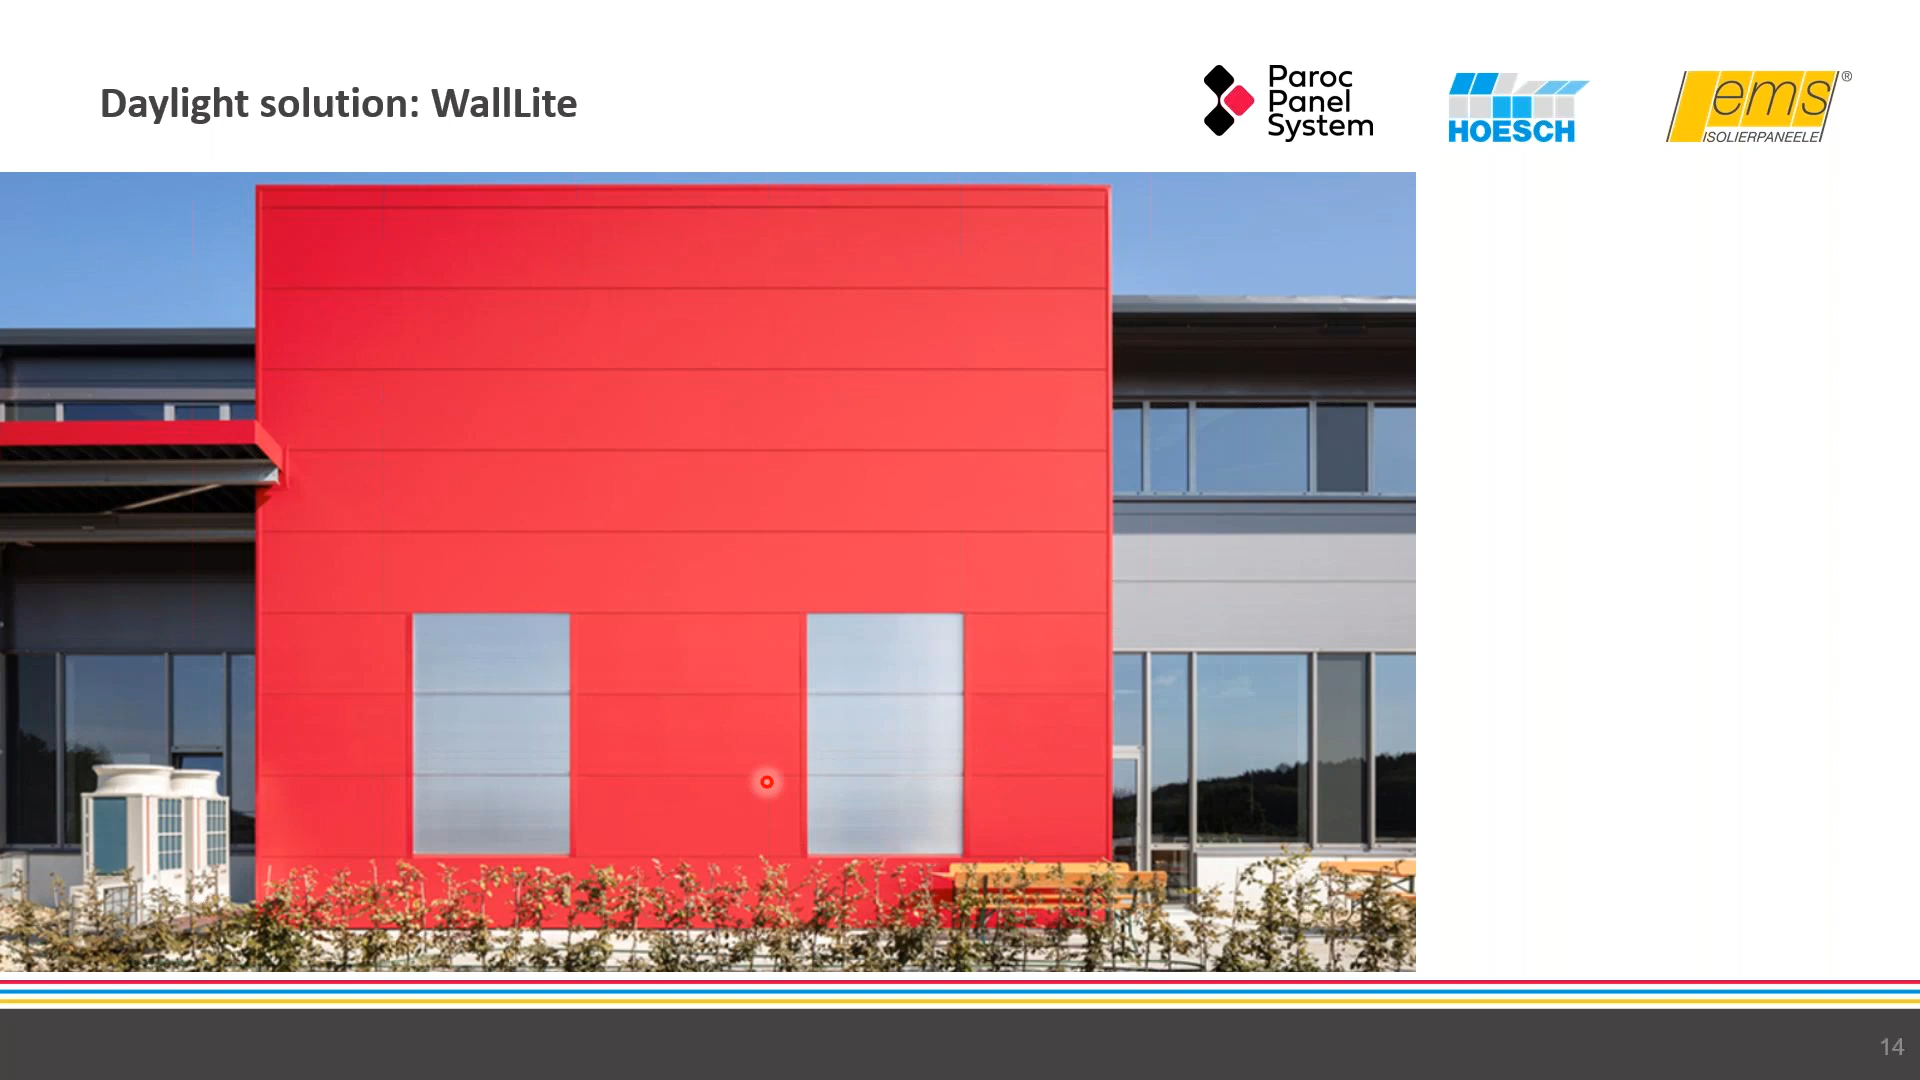 Daylight solution: WallLite
Paroc
Panel
System
HOESCH
ems®
ISOLIERPANEELE
14